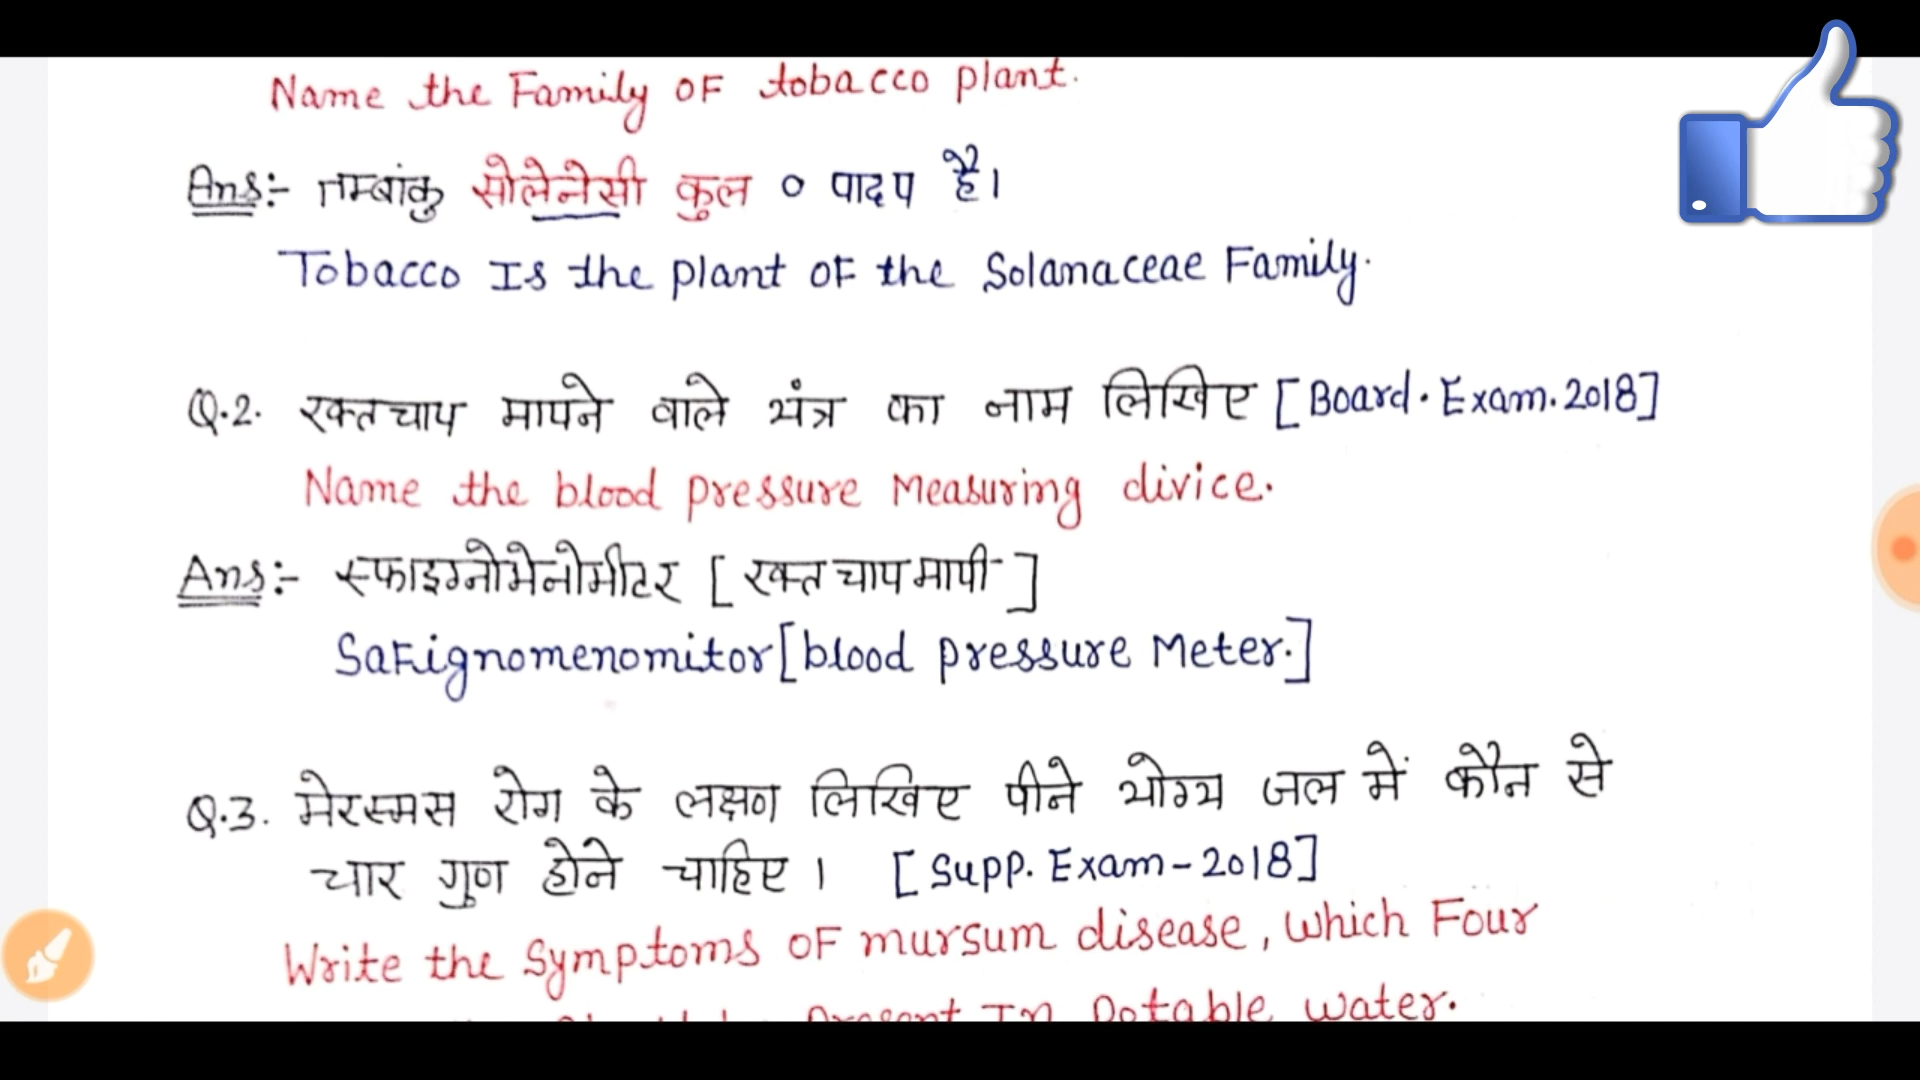 Name the Family OF tobacco plant.
Ans:- तम्बांकु सोलेनेसी कुल ० पादप है।
Tobacco Is the plant OF the Solanaceae Family.
Q.2. रक्तचाप मापने वाले यंत्र का नाम लिखिए [Board. Exam. 2018]
Name the blood pressure Measuring divice.
Ans:- स्फाइग्नोमेनोमीटर [रक्तचापमापी]
SaFignomenomitor [blood pressure Meter.]
Q.3. मेरस्मस रोग के लक्षण लिखिए पीने योग्य जल में कौन से
चार गुण होने चाहिए। [Supp. Exam-2018]
Write the Symptoms OF mursum disease, which Four
Present In Potable water.